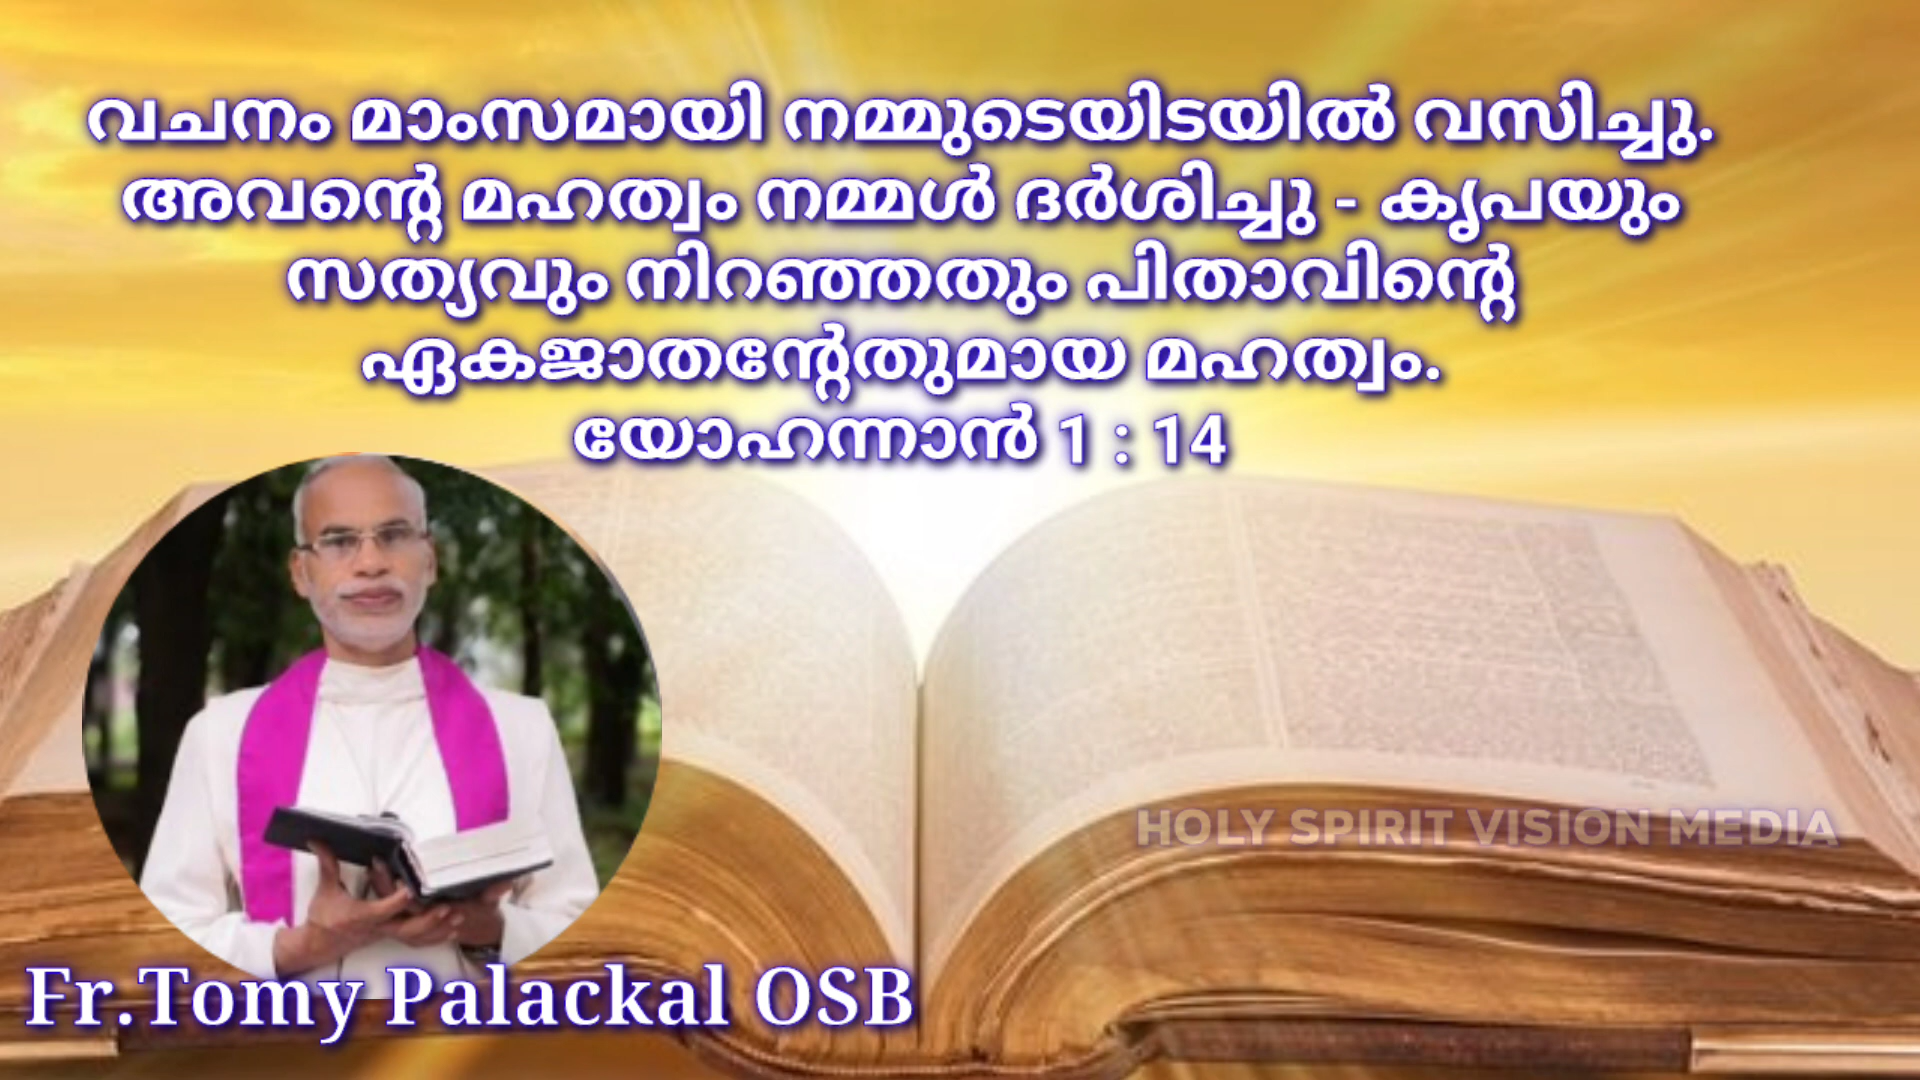 വചനം മാംസമായി നമ്മുടെയിടയിൽ വസിച്ചു.
അവന്റെ മഹത്വം നമ്മൾ ദർശിച്ചു - കൃപയും
സത്യവും നിറഞ്ഞതും പിതാവിന്റെ
ഏകജാതന്റേതുമായ മഹത്വം.
യോഹന്നാൻ 1 : 14
HOLY SPIRIT VISION MEDIA
Fr.Tomy Palackal OSB